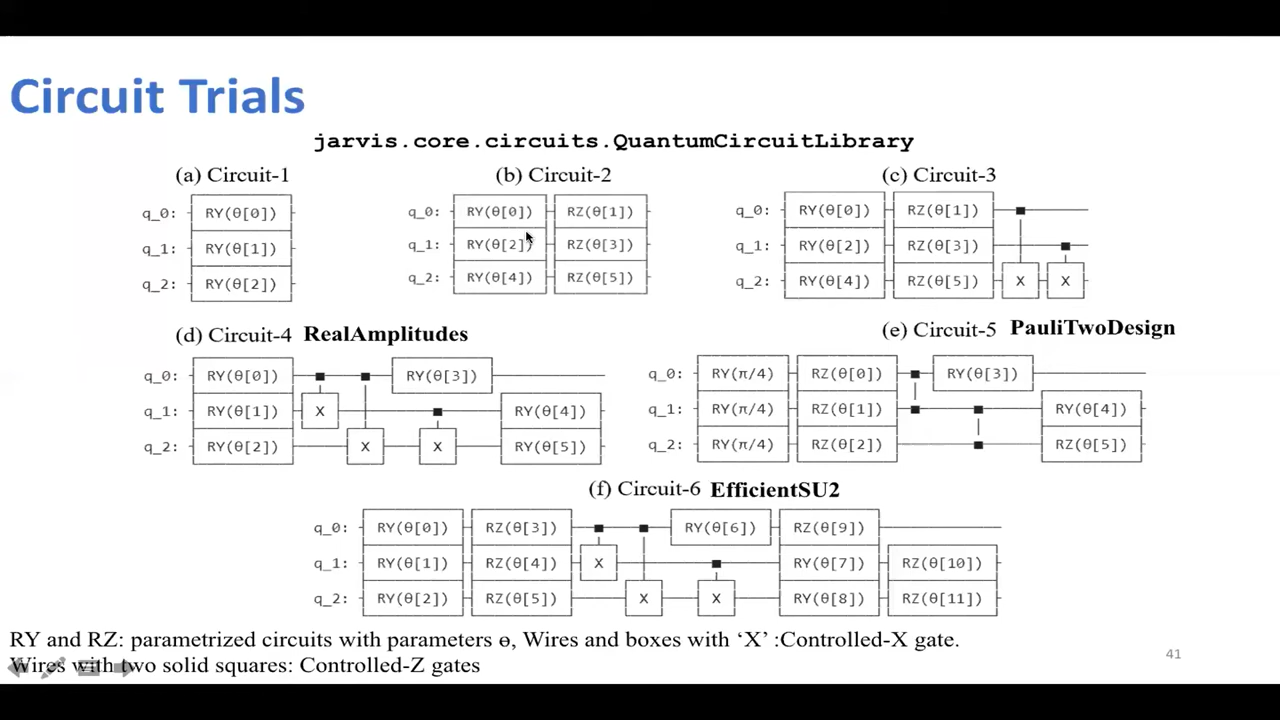 Circuit Trials
jarvis.core.circuits.QuantumCircuitLibrary
(a) Circuit-1
q_0: RY(θ[0])
q_1: RY(θ[1])
q_2: RY(θ[2])
(b) Circuit-2
q_0: RY(θ[0]) RZ(θ[1])
q_1: RY(θ[2]) RZ(θ[3])
q_2: RY(θ[4]) RZ(θ[5])
(c) Circuit-3
q_0: RY(θ[0]) RZ(θ[1])
q_1: RY(θ[2]) RZ(θ[3])
q_2: RY(θ[4]) RZ(θ[5]) X X
(d) Circuit-4 RealAmplitudes
q_0: RY(θ[0]) RY(θ[3])
q_1: RY(θ[1]) X RY(θ[4])
q_2: RY(θ[2]) X X RY(θ[5])
(e) Circuit-5 PauliTwoDesign
q_0: RY(π/4) RZ(θ[0]) RY(θ[3])
q_1: RY(π/4) RZ(θ[1]) RY(θ[4])
q_2: RY(π/4) RZ(θ[2]) RZ(θ[5])
(f) Circuit-6 EfficientSU2
q_0: RY(θ[0]) RZ(θ[3]) RY(θ[6]) RZ(θ[9])
q_1: RY(θ[1]) RZ(θ[4]) X RY(θ[7]) RZ(θ[10])
q_2: RY(θ[2]) RZ(θ[5]) X X RY(θ[8]) RZ(θ[11])
RY and RZ: parametrized circuits with parameters ɵ, Wires and boxes with ‘X’ :Controlled-X gate.
Wires with two solid squares: Controlled-Z gates
41